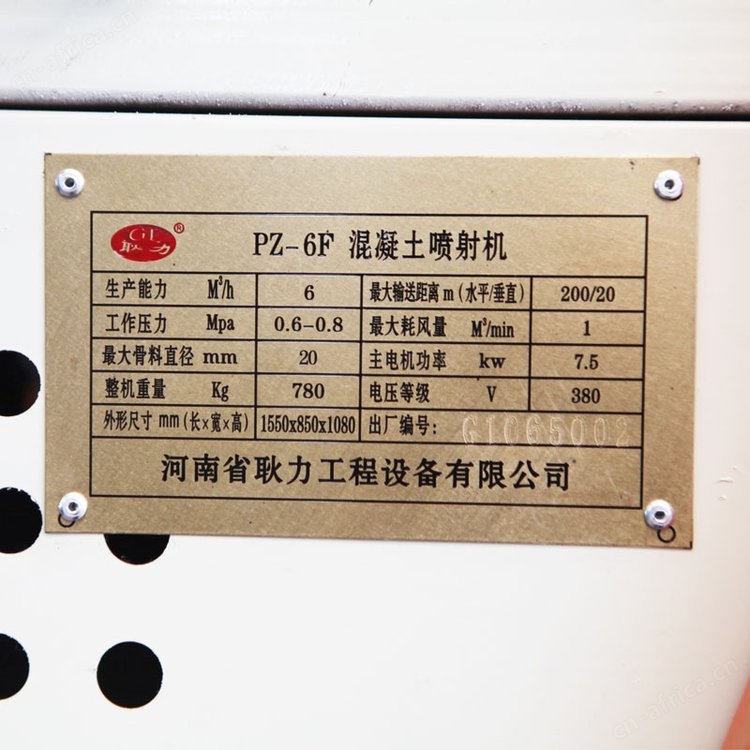 GL
耿力®
PZ-6F 混凝土喷射机
生产能力 M³/h 6 最大输送距离 m (水平/垂直) 200/20
工作压力 Mpa 0.6-0.8 最大耗风量 M³/min 1
最大骨料直径 mm 20 主电机功率 kw 7.5
整机重量 Kg 780 电压等级 V 380
外形尺寸 mm (长×宽×高) 1550x850x1080 出厂编号: G1065002
河南省耿力工程设备有限公司
cn-africa.cn